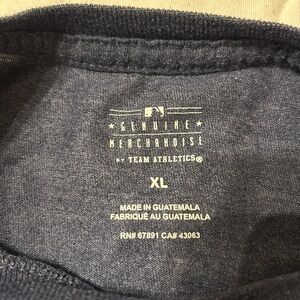 GENUINE
MERCHANDISE
BY TEAM ATHLETICS®
XL
MADE IN GUATEMALA
FABRIQUÉ AU GUATEMALA
RN# 67891 CA# 43063